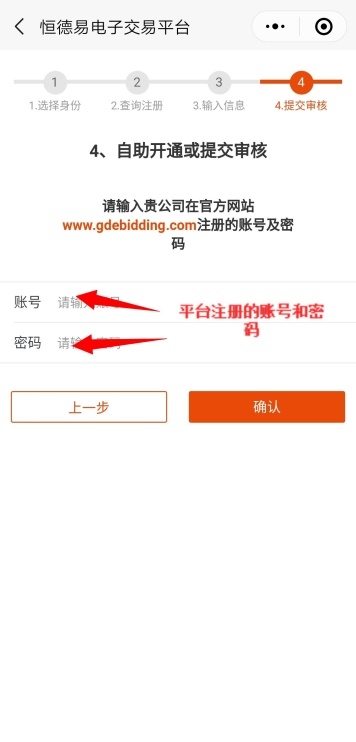 恒德易电子交易平台
1 2 3 4
1.选择身份 2.查询注册 3.输入信息 4.提交审核
4、自助开通或提交审核
请输入贵公司在官方网站
www.gdebidding.com注册的账号及密
码
账号 请输
平台注册的账号和密
码
密码 请输
上一步 确认